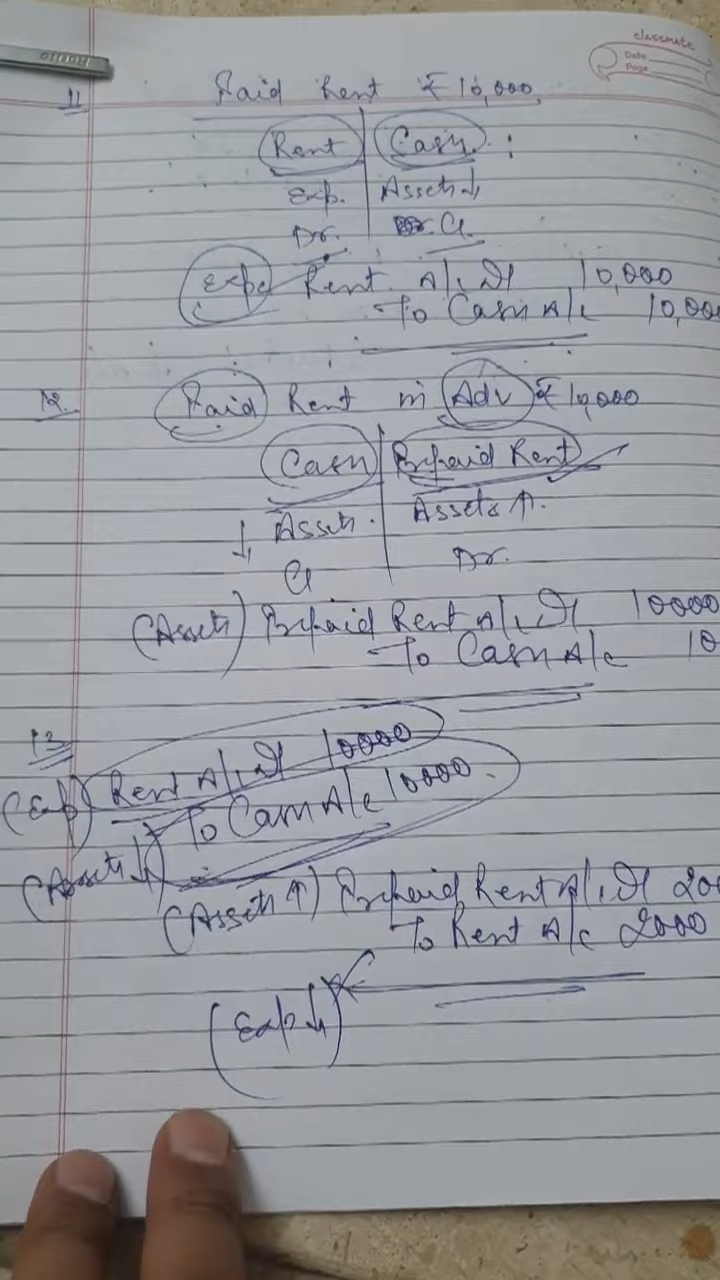 classmate
Date
Page
11 Paid Rent ₹ 10,000
Rent Cash :
Exp. Assets↓
Dr. Cr.
Exp Rent A/c Dr 10,000
To Cash A/c 10,00
12. Paid Rent in Adv ₹ 10,000
Cash Prepaid Rent
↓ Asset. Assets ↑.
Cr Dr.
(Assets) Prepaid Rent A/c Dr 10000
To Cash A/c 10
13
(Exp) Rent A/c Dr 10000
(Assets↓) To Cash A/c 10000.
(Assets ↑) Prepaid Rent A/c Dr 200
To Rent A/c 2000
(Exp↓)